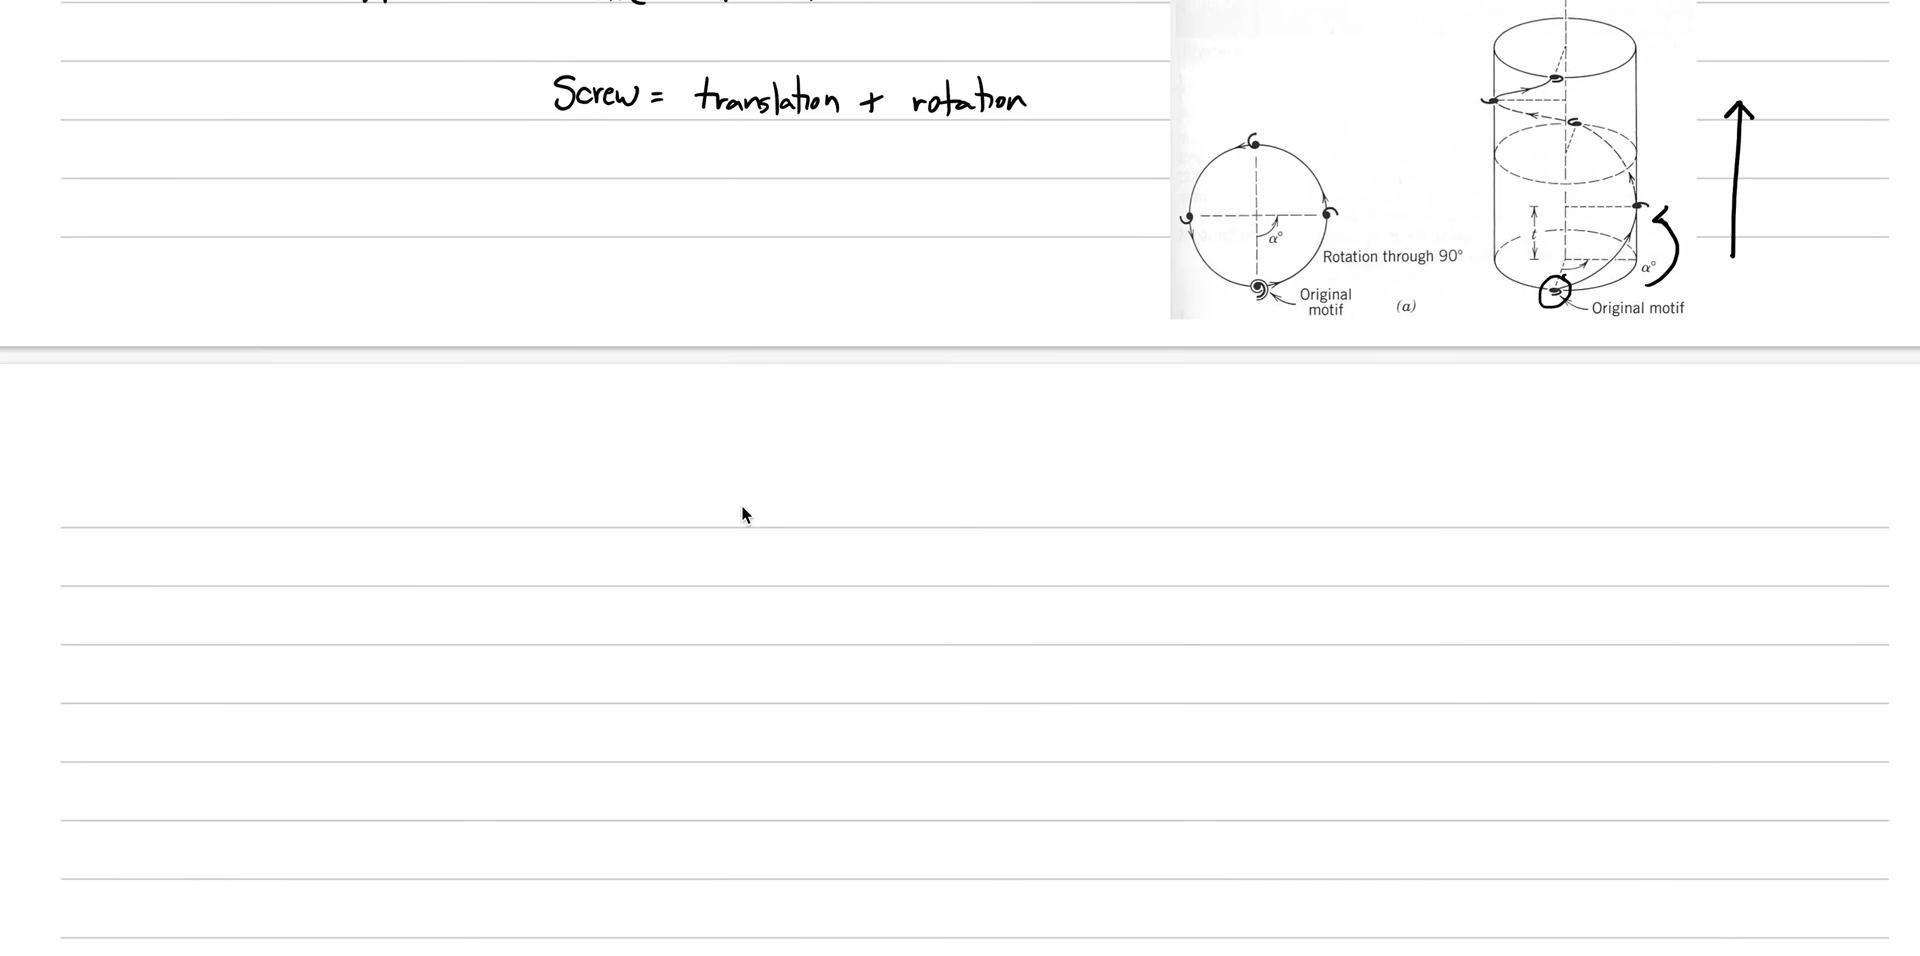 Screw = translation + rotation
α°
Rotation through 90°
Original
motif
(a)
t
α°
Original motif